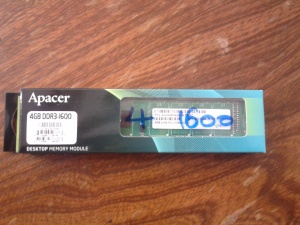 Apacer
4GB DDR3-1600
4 1600
DESKTOP MEMORY MODULE